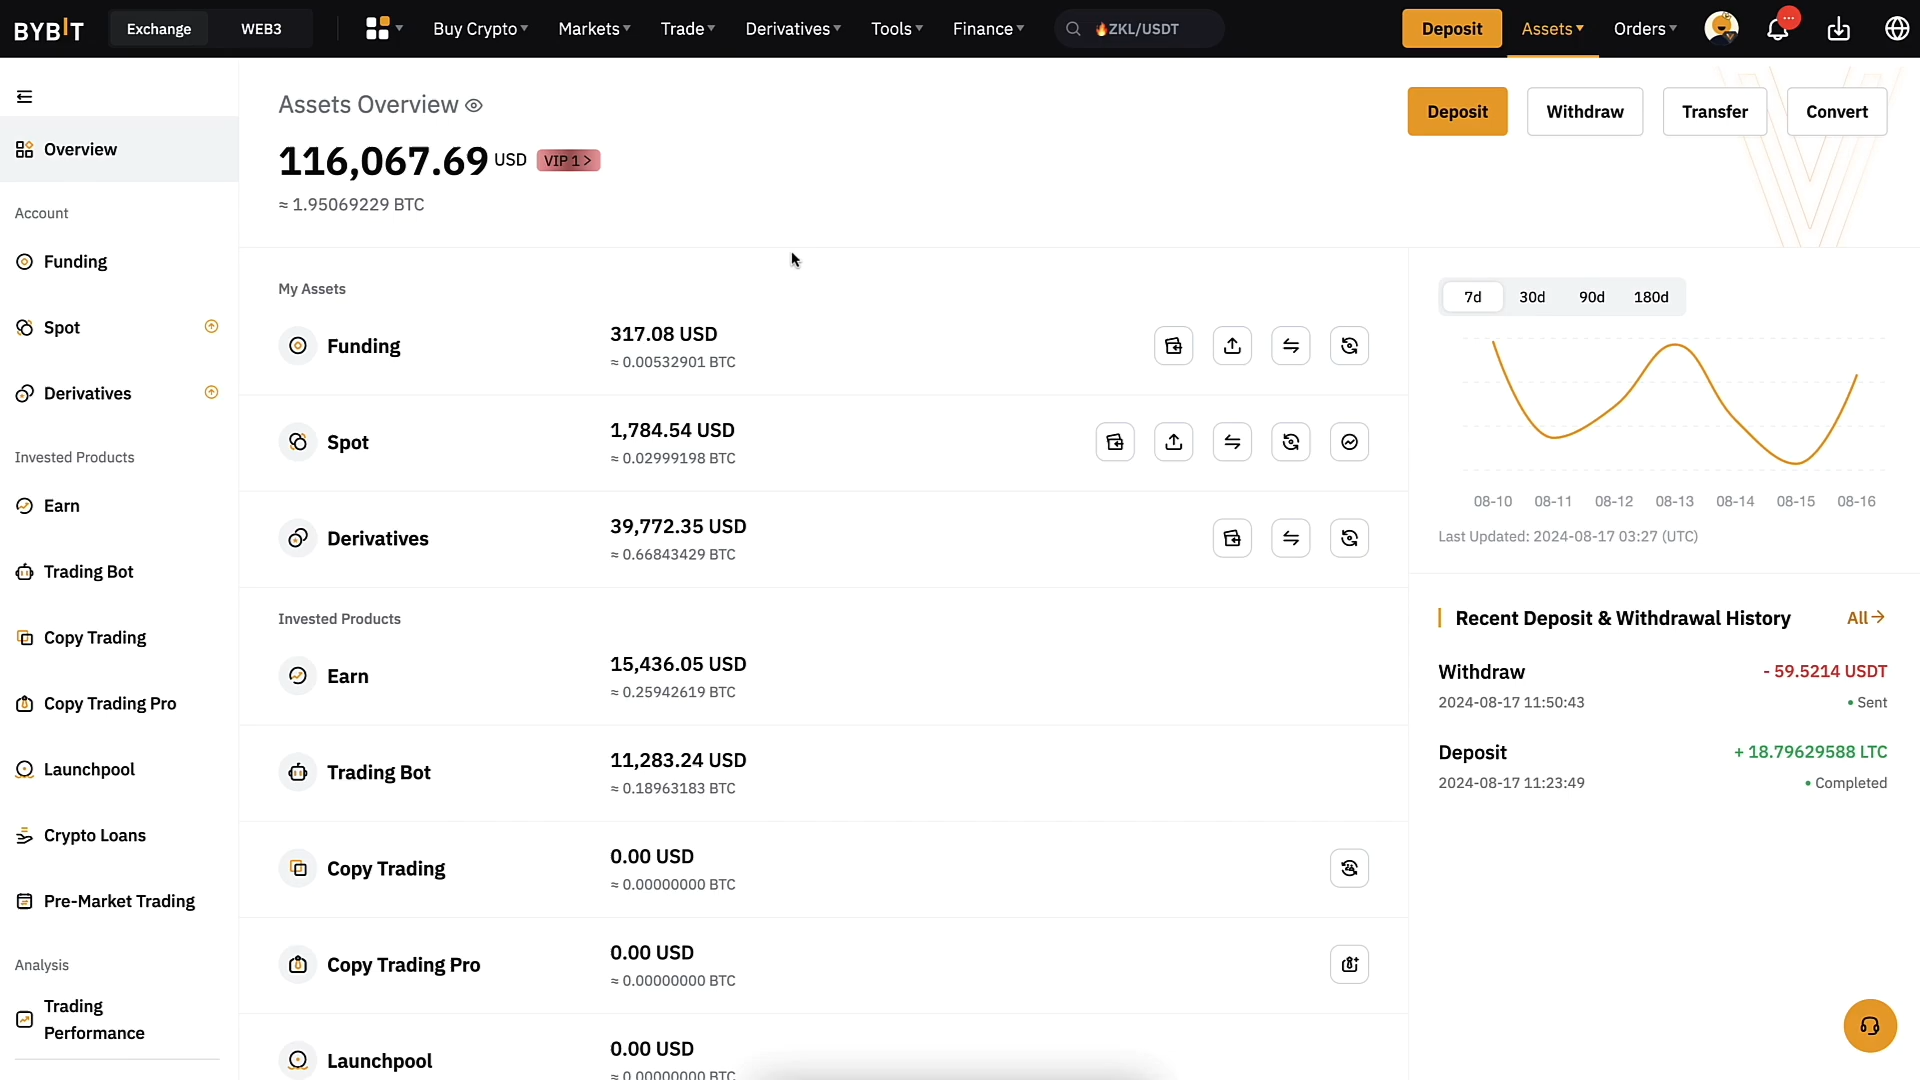 BYBIT
Exchange
WEB3
Buy Crypto
Markets
Trade
Derivatives
Tools
Finance
🔥ZKL/USDT
Deposit
Assets
Orders
Overview
Account
Funding
Spot
Derivatives
Invested Products
Earn
Trading Bot
Copy Trading
Copy Trading Pro
Launchpool
Crypto Loans
Pre-Market Trading
Analysis
Trading
Performance
Assets Overview
116,067.69 USD VIP 1 >
≈ 1.95069229 BTC
Deposit
Withdraw
Transfer
Convert
My Assets
Funding
317.08 USD
≈ 0.00532901 BTC
Spot
1,784.54 USD
≈ 0.02999198 BTC
Derivatives
39,772.35 USD
≈ 0.66843429 BTC
Invested Products
Earn
15,436.05 USD
≈ 0.25942619 BTC
Trading Bot
11,283.24 USD
≈ 0.18963183 BTC
Copy Trading
0.00 USD
≈ 0.00000000 BTC
Copy Trading Pro
0.00 USD
≈ 0.00000000 BTC
Launchpool
0.00 USD
≈ 0.00000000 BTC
7d 30d 90d 180d
08-10 08-11 08-12 08-13 08-14 08-15 08-16
Last Updated: 2024-08-17 03:27 (UTC)
Recent Deposit & Withdrawal History All →
Withdraw - 59.5214 USDT
2024-08-17 11:50:43 • Sent
Deposit + 18.79629588 LTC
2024-08-17 11:23:49 • Completed